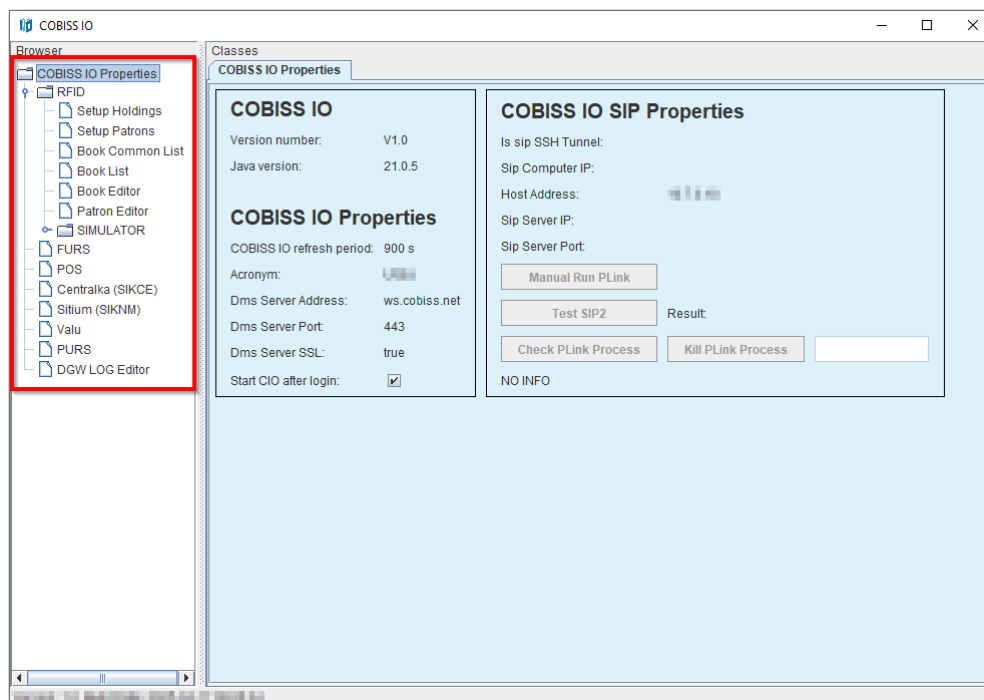 COBISS IO
Browser
COBISS IO Properties
RFID
Setup Holdings
Setup Patrons
Book Common List
Book List
Book Editor
Patron Editor
SIMULATOR
FURS
POS
Centralka (SIKCE)
Sitium (SIKNM)
Valu
PURS
DGW LOG Editor
Classes
COBISS IO Properties
COBISS IO
Version number: V1.0
Java version: 21.0.5
COBISS IO Properties
COBISS IO refresh period: 900 s
Acronym:
Dms Server Address: ws.cobiss.net
Dms Server Port: 443
Dms Server SSL: true
Start CIO after login:
COBISS IO SIP Properties
Is sip SSH Tunnel:
Sip Computer IP:
Host Address:
Sip Server IP:
Sip Server Port:
Manual Run PLink
Test SIP2 Result:
Check PLink Process Kill PLink Process
NO INFO